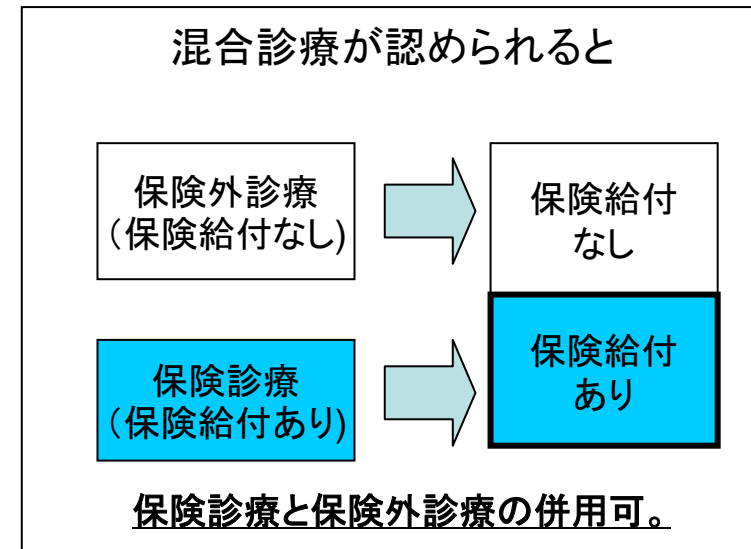 混合診療が認められると
保険外診療
（保険給付なし)
保険給付
なし
保険診療
（保険給付あり)
保険給付
あり
保険診療と保険外診療の併用可。